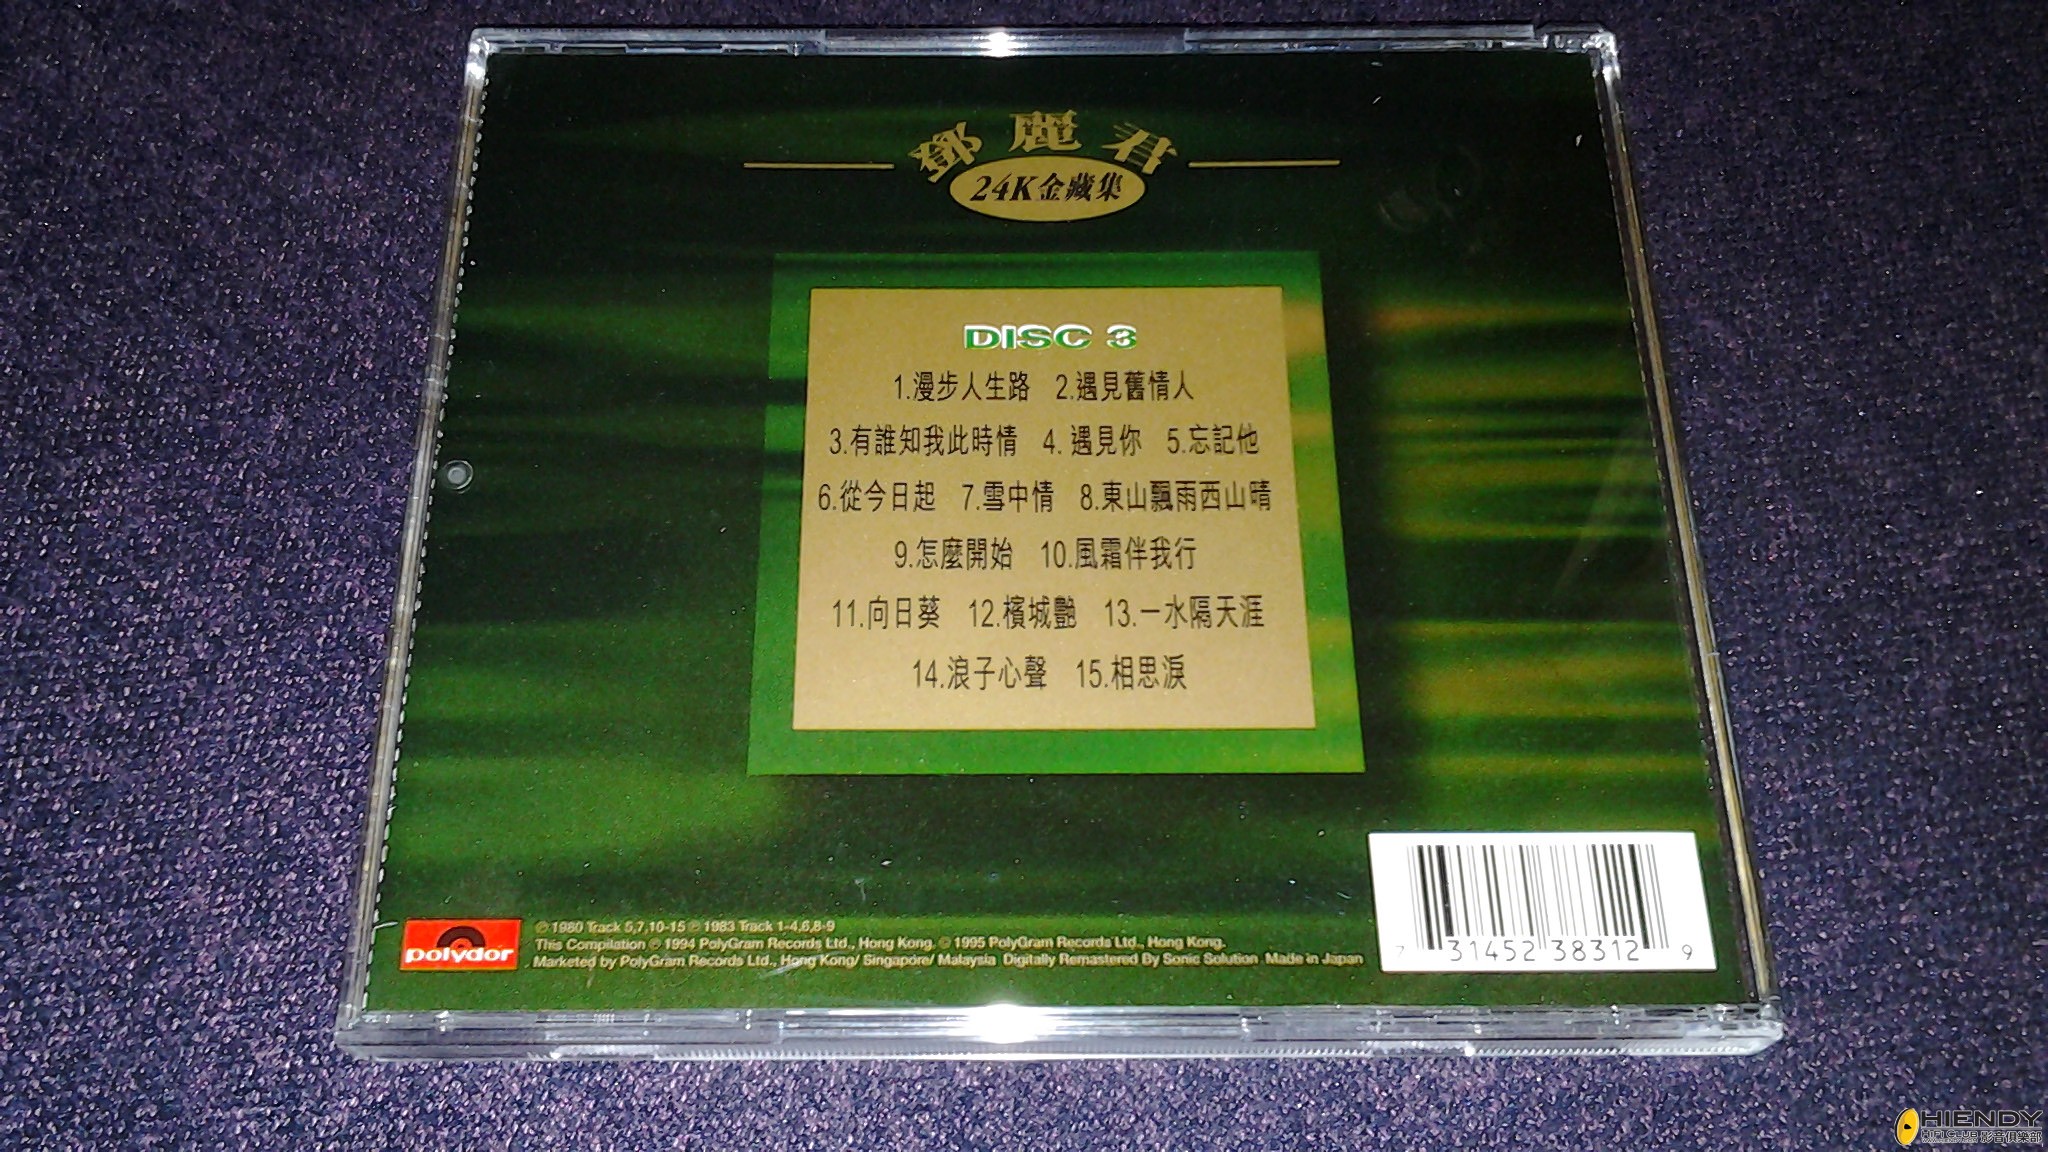 鄧麗君
24K金藏集
DISC 3
1.漫步人生路 2.遇見舊情人
3.有誰知我此時情 4.遇見你 5.忘記他
6.從今日起 7.雪中情 8.東山飄雨西山晴
9.怎麼開始 10.風霜伴我行
11.向日葵 12.檳城艷 13.一水隔天涯
14.浪子心聲 15.相思淚
polydor
℗ 1980 Track 5,7,10-15 ℗ 1983 Track 1-4,6,8-9
This Compilation ℗ 1994 PolyGram Records Ltd., Hong Kong. © 1995 PolyGram Records Ltd., Hong Kong.
Marketed by PolyGram Records Ltd., Hong Kong/ Singapore/ Malaysia Digitally Remastered By Sonic Solution Made in Japan
7 31452 38312 9
HIENDY
HiFi CLUB 影音俱樂部